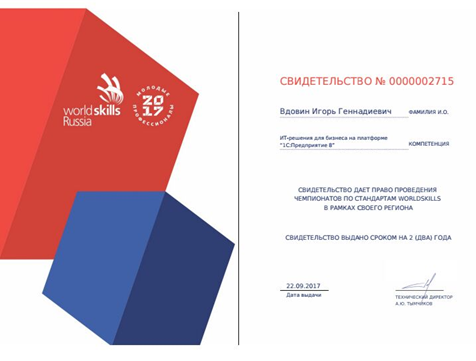 worldskills
Russia
МОЛОДЫЕ
2017
ПРОФЕССИОНАЛЫ
СВИДЕТЕЛЬСТВО № 0000002715
Вдовин Игорь Геннадиевич ФАМИЛИЯ И.О.
ИТ-решения для бизнеса на платформе
"1С:Предприятие 8" КОМПЕТЕНЦИЯ
СВИДЕТЕЛЬСТВО ДАЕТ ПРАВО ПРОВЕДЕНИЯ
ЧЕМПИОНАТОВ ПО СТАНДАРТАМ WORLDSKILLS
В РАМКАХ СВОЕГО РЕГИОНА
СВИДЕТЕЛЬСТВО ВЫДАНО СРОКОМ НА 2 (ДВА) ГОДА
22.09.2017
Дата выдачи
ТЕХНИЧЕСКИЙ ДИРЕКТОР
А.Ю. ТЫМЧИКОВ